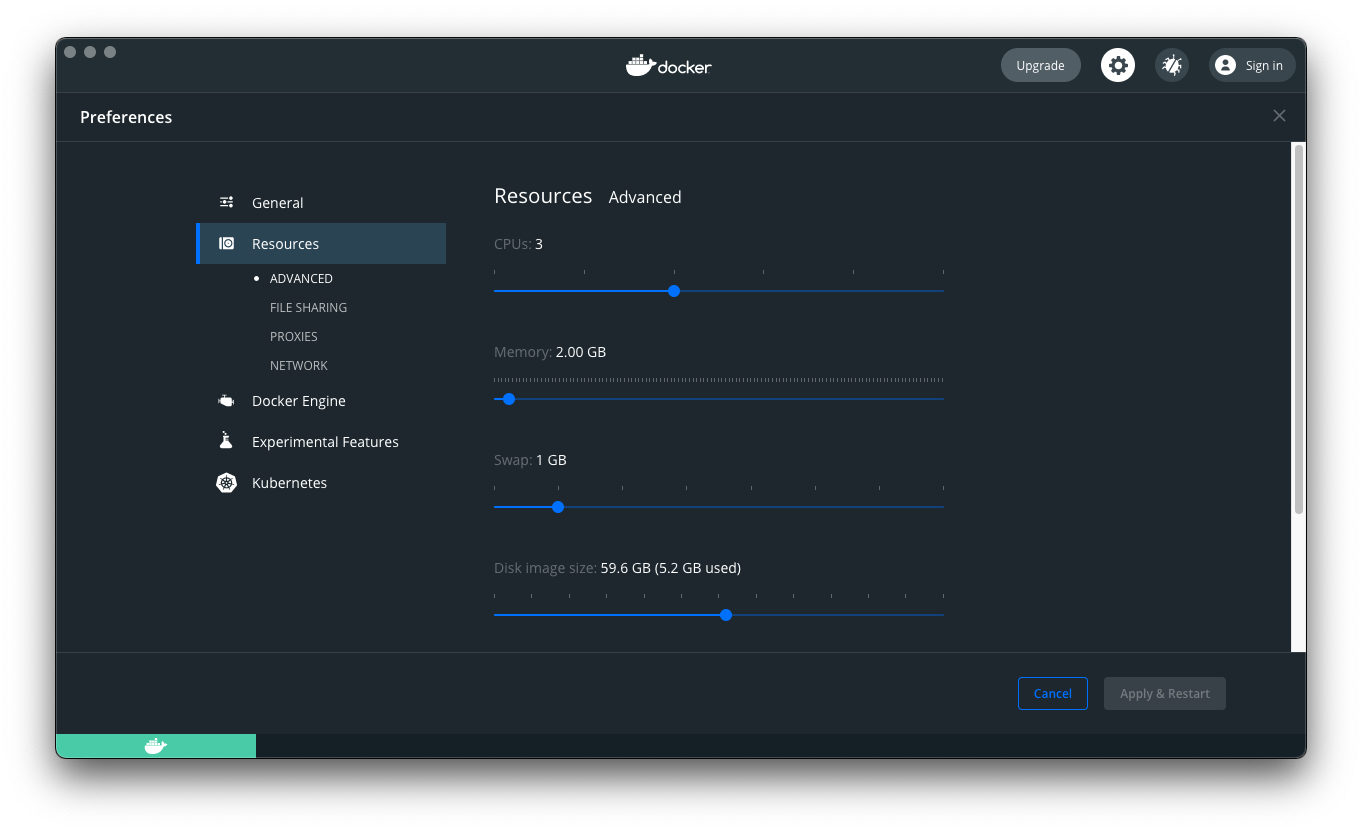 docker
Upgrade
Sign in
Preferences
General
Resources
ADVANCED
FILE SHARING
PROXIES
NETWORK
Docker Engine
Experimental Features
Kubernetes
Resources Advanced
CPUs: 3
Memory: 2.00 GB
Swap: 1 GB
Disk image size: 59.6 GB (5.2 GB used)
Cancel
Apply & Restart